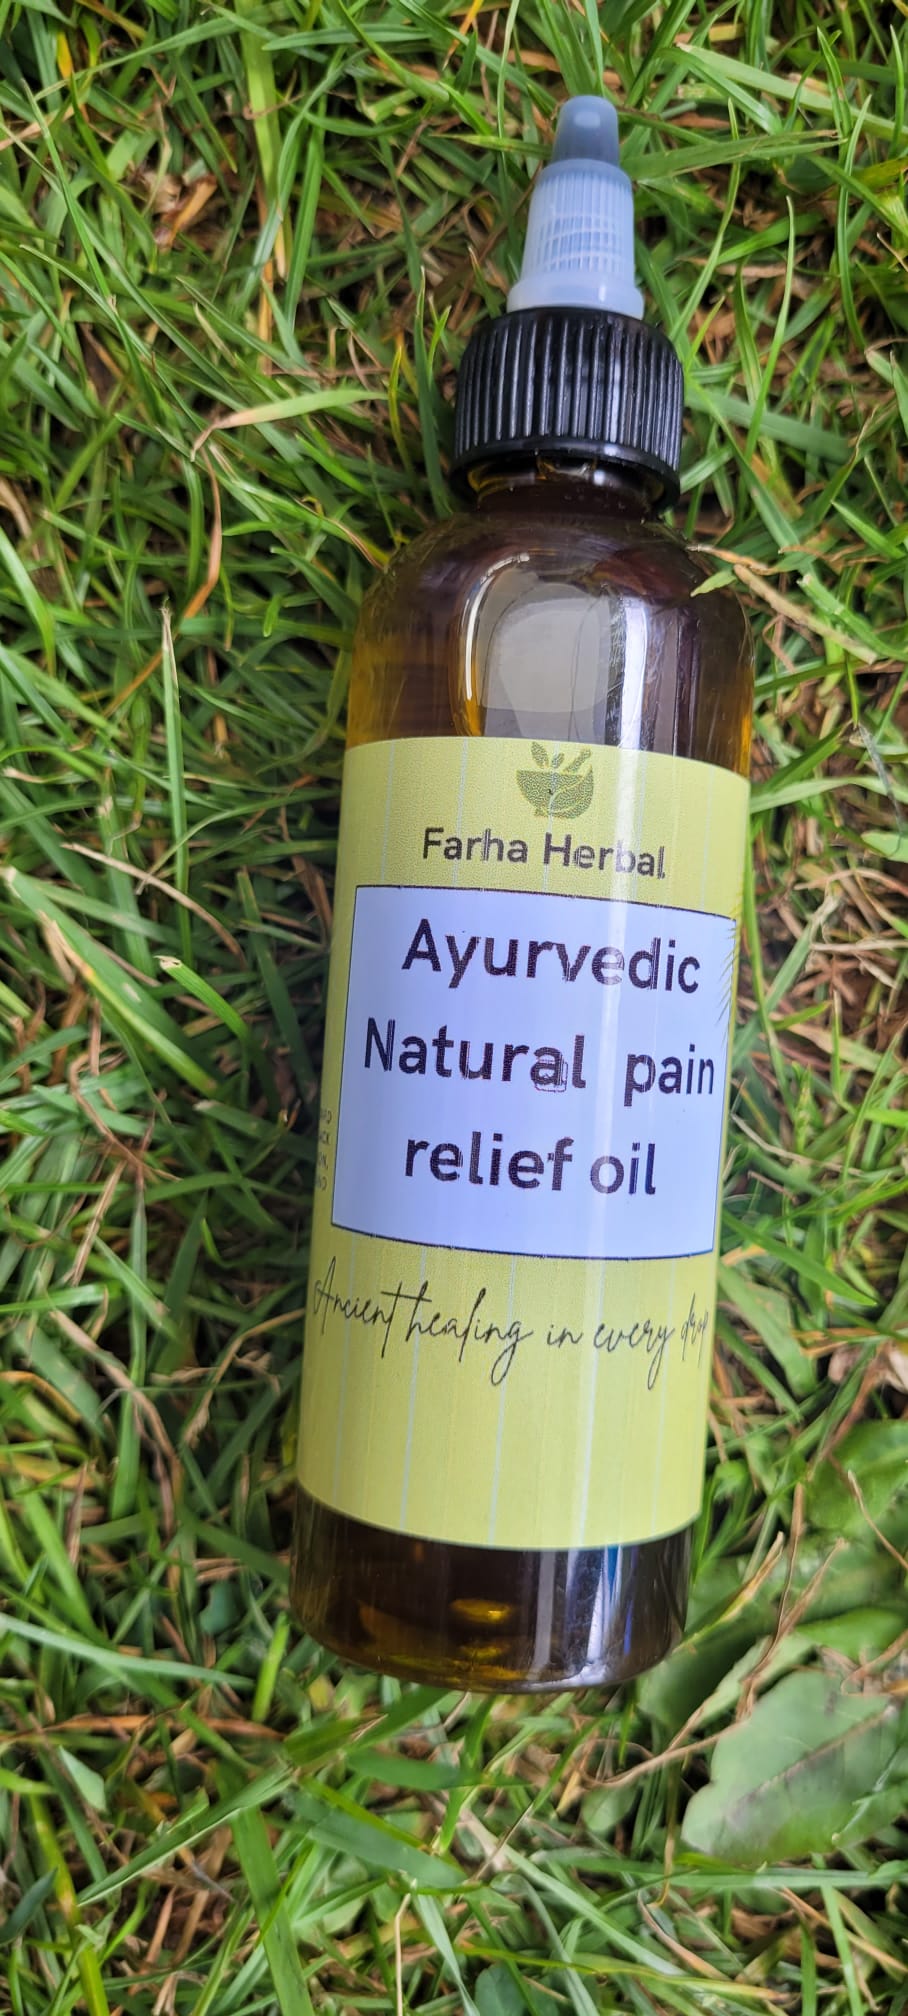 Farha Herbal
Ayurvedic
Natural pain
relief oil
Ancient healing in every drop